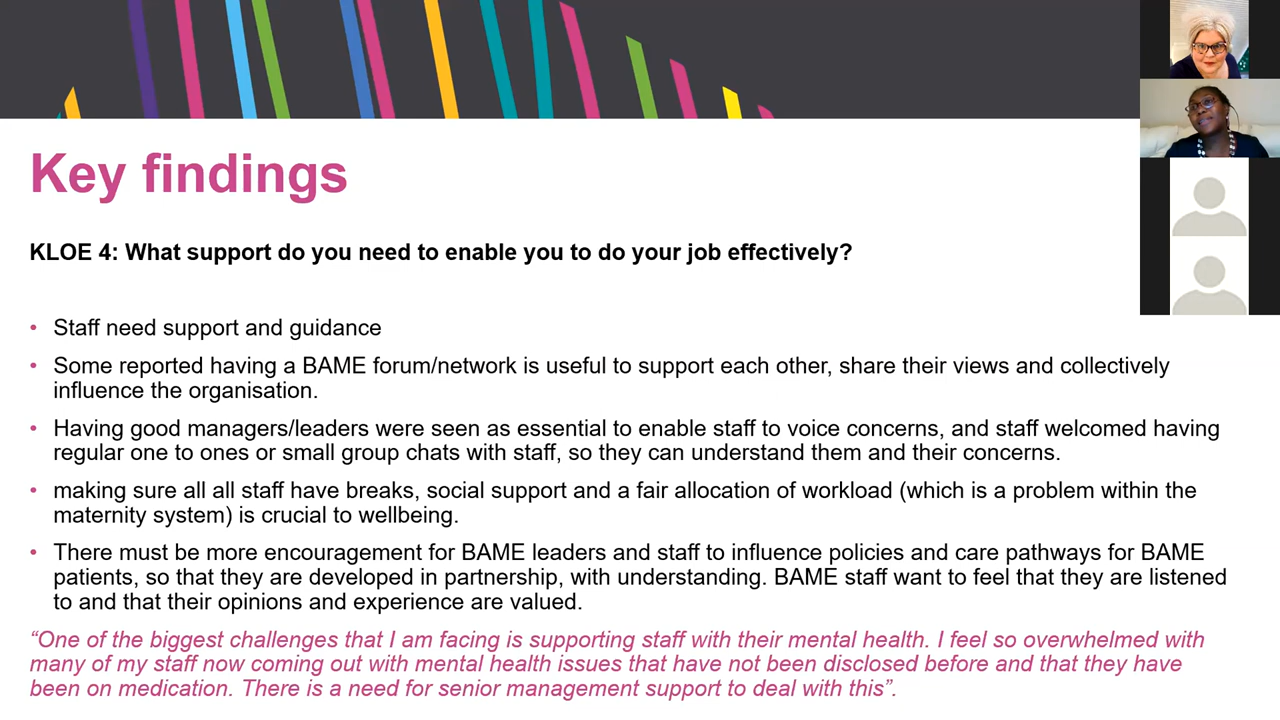 Key findings
KLOE 4: What support do you need to enable you to do your job effectively?
• Staff need support and guidance
• Some reported having a BAME forum/network is useful to support each other, share their views and collectively
influence the organisation.
• Having good managers/leaders were seen as essential to enable staff to voice concerns, and staff welcomed having
regular one to ones or small group chats with staff, so they can understand them and their concerns.
• making sure all all staff have breaks, social support and a fair allocation of workload (which is a problem within the
maternity system) is crucial to wellbeing.
• There must be more encouragement for BAME leaders and staff to influence policies and care pathways for BAME
patients, so that they are developed in partnership, with understanding. BAME staff want to feel that they are listened
to and that their opinions and experience are valued.
“One of the biggest challenges that I am facing is supporting staff with their mental health. I feel so overwhelmed with
many of my staff now coming out with mental health issues that have not been disclosed before and that they have
been on medication. There is a need for senior management support to deal with this”.